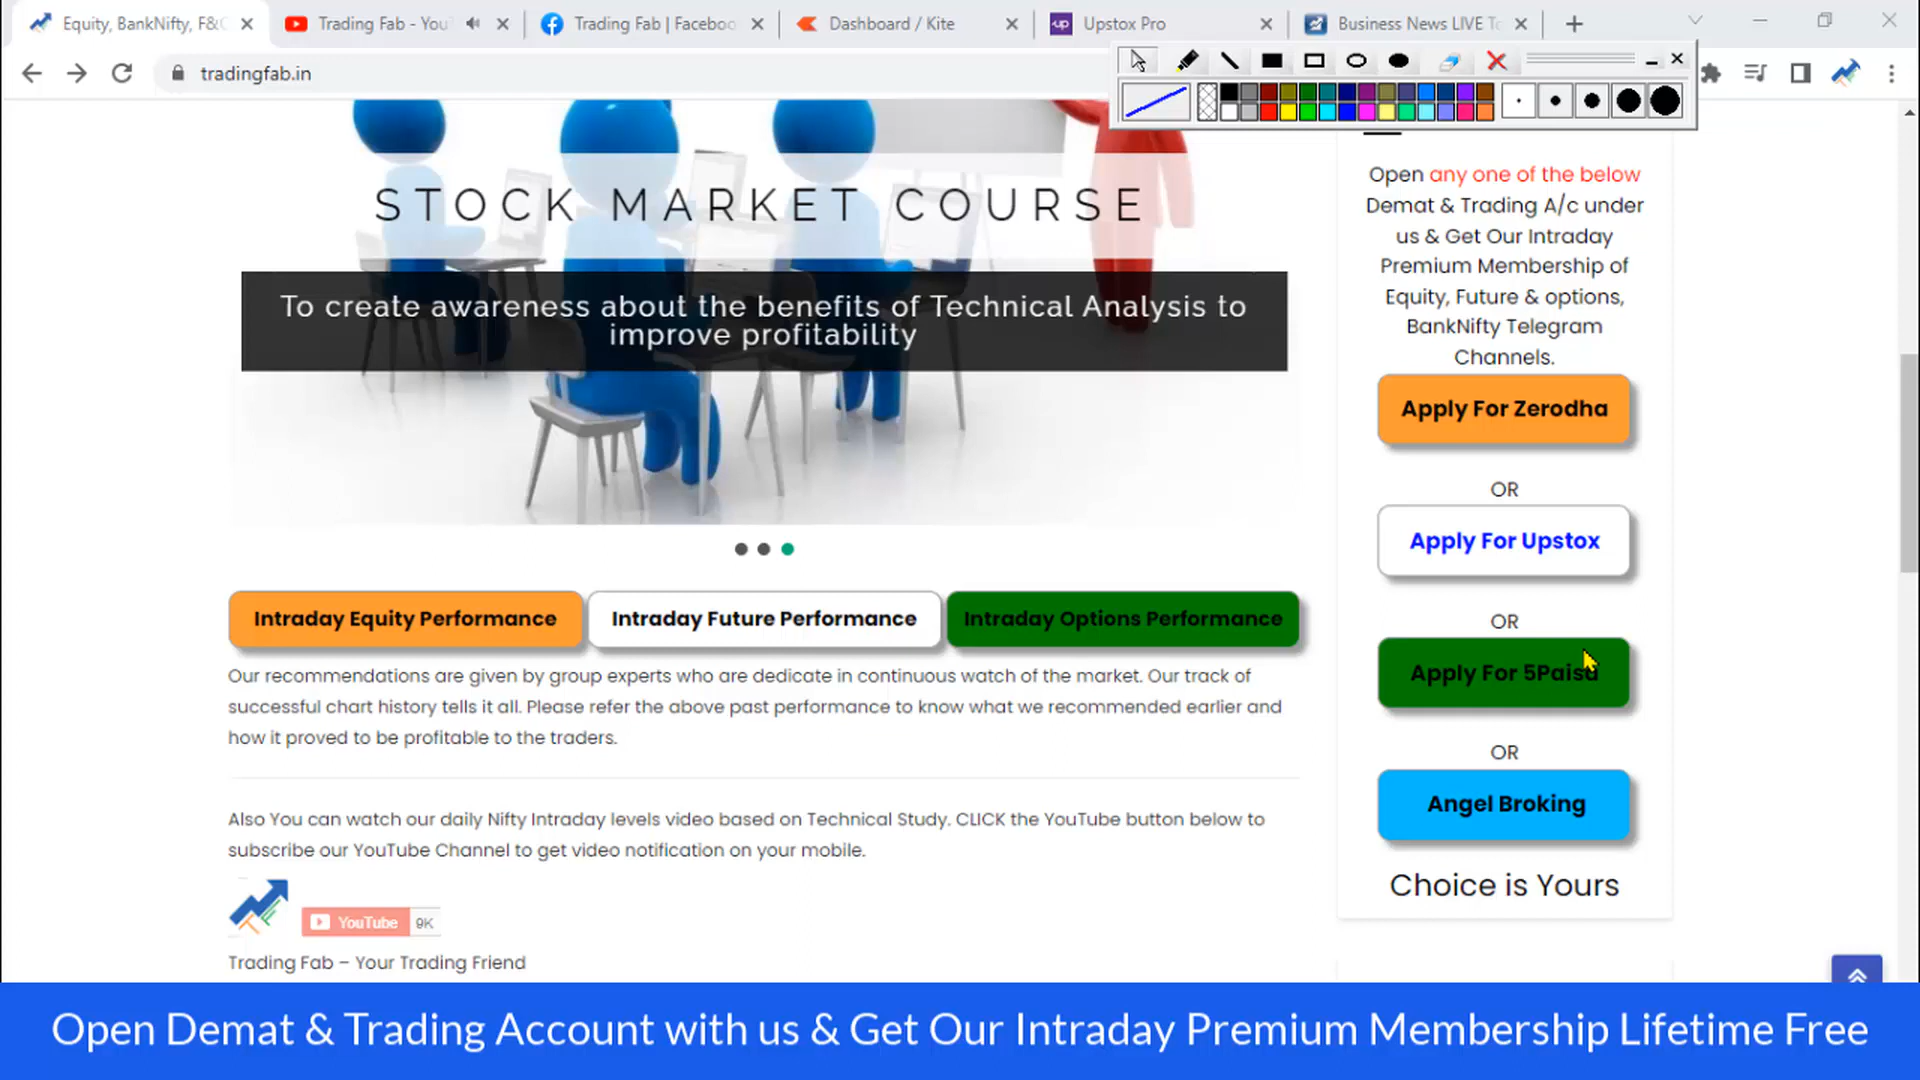 Equity, BankNifty, F&C
Trading Fab - You
Trading Fab | Faceboo
Dashboard / Kite
Upstox Pro
Business News LIVE To
tradingfab.in
STOCK MARKET COURSE
To create awareness about the benefits of Technical Analysis to
improve profitability
Intraday Equity Performance
Intraday Future Performance
Intraday Options Performance
Our recommendations are given by group experts who are dedicate in continuous watch of the market. Our track of
successful chart history tells it all. Please refer the above past performance to know what we recommended earlier and
how it proved to be profitable to the traders.
Also You can watch our daily Nifty Intraday levels video based on Technical Study. CLICK the YouTube button below to
subscribe our YouTube Channel to get video notification on your mobile.
YouTube 9K
Trading Fab – Your Trading Friend
Open any one of the below
Demat & Trading A/c under
us & Get Our Intraday
Premium Membership of
Equity, Future & options,
BankNifty Telegram
Channels.
Apply For Zerodha
OR
Apply For Upstox
OR
Apply For 5Paisa
OR
Angel Broking
Choice is Yours
Open Demat & Trading Account with us & Get Our Intraday Premium Membership Lifetime Free